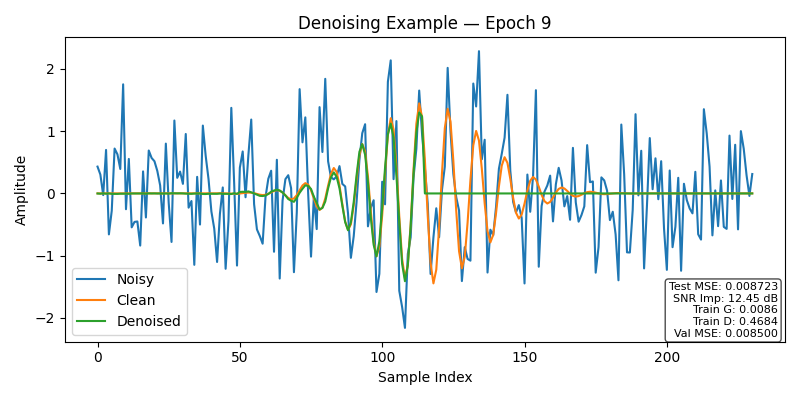 Denoising Example — Epoch 9
Amplitude
2
1
0
−1
−2
Noisy
Clean
Denoised
Test MSE: 0.008723
SNR Imp: 12.45 dB
Train G: 0.0086
Train D: 0.4684
Val MSE: 0.008500
0 50 100 150 200
Sample Index